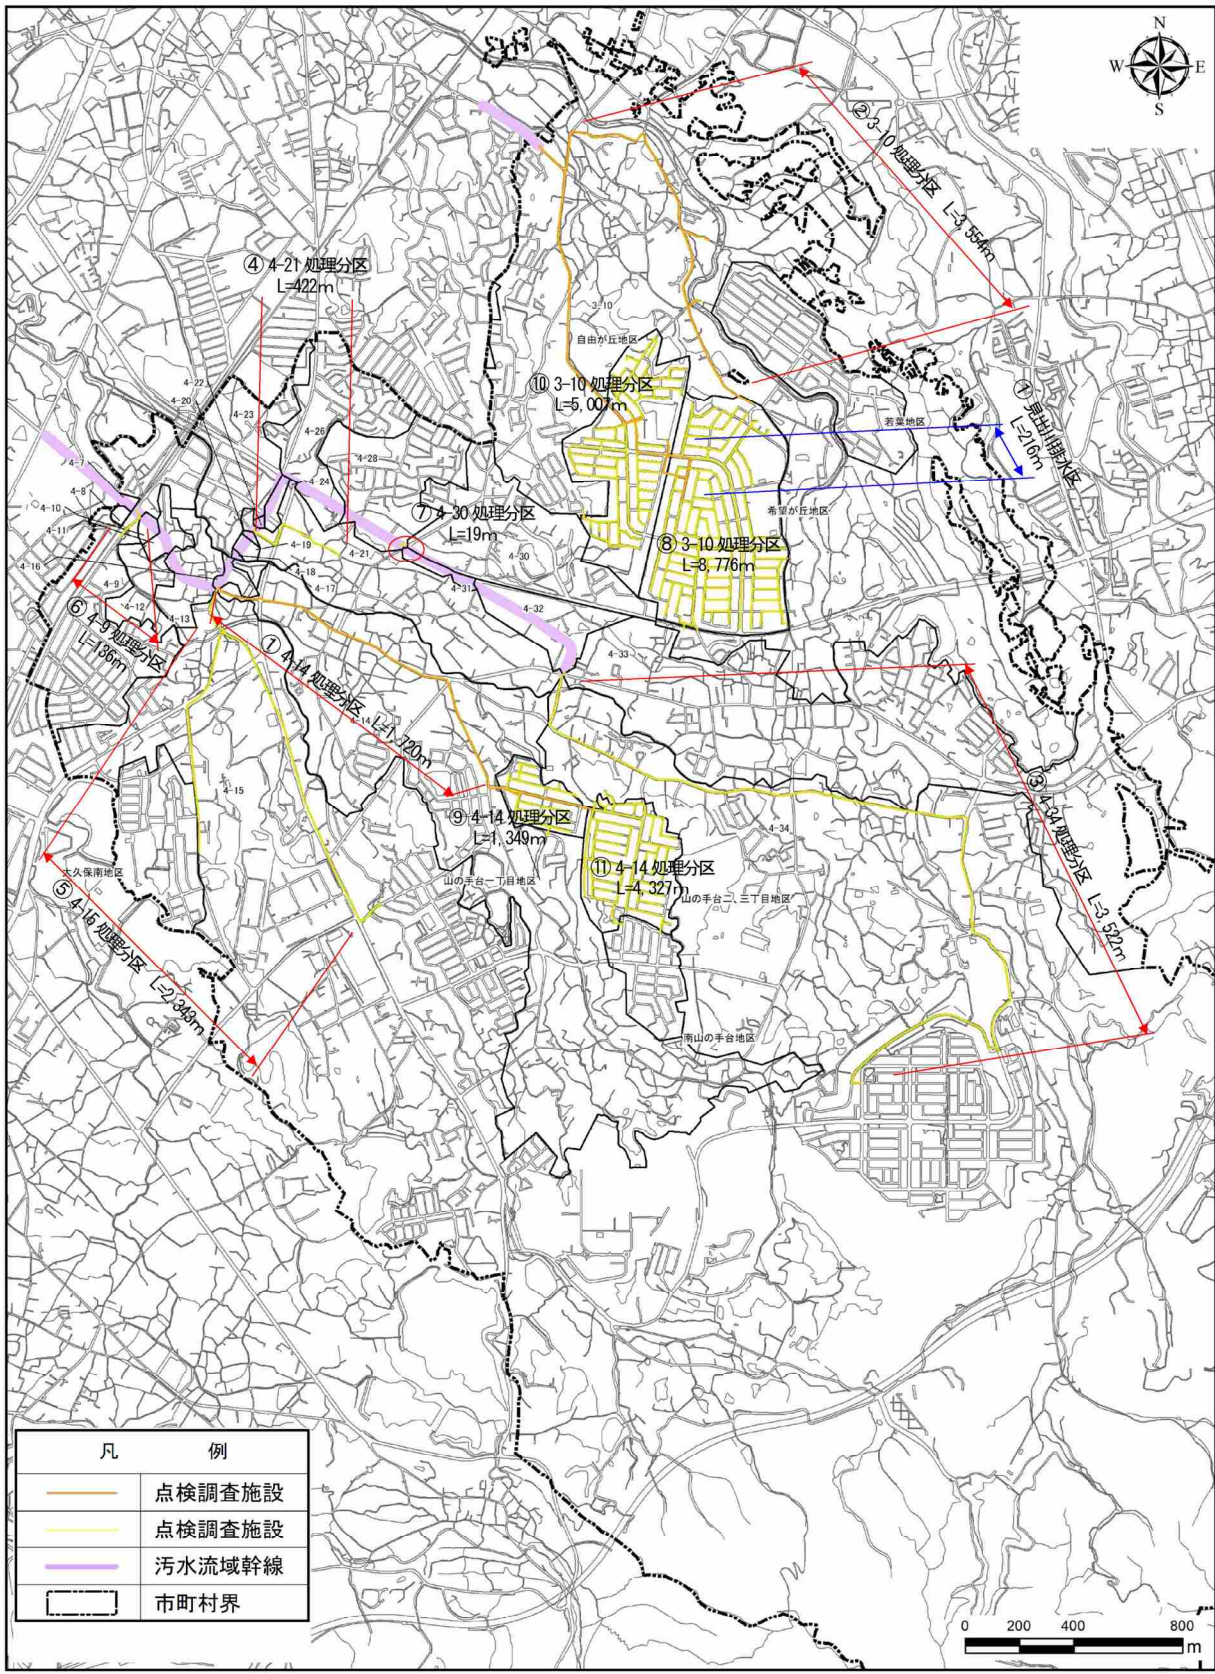 N
W
E
S
② 3-10 処理分区 L=3,554m
④ 4-21 処理分区
L=422m
3-10
自由が丘地区
⑩ 3-10 処理分区
L=5,007m
① 見出川排水区
L=216m
若葉地区
希望が丘地区
4-22
4-20
4-23
4-26
4-28
4-24
4-7
4-8
4-10
4-11
4-16
4-9
4-12
4-13
4-19
4-18
4-17
4-21
⑦ 4-30 処理分区
L=19m
4-30
4-31
4-32
4-33
⑧ 3-10 処理分区
L=8,776m
⑥ 4-9 処理分区
L=136m
① 4-14 処理分区 L=1,720m
4-14
4-15
③ 4-34 処理分区 L=3,522m
4-34
⑨ 4-14 処理分区
L=1,349m
⑪ 4-14 処理分区
L=4,327m
山の手台一丁目地区
山の手台二、三丁目地区
大久保南地区
⑤ 4-15 処理分区 L=2,343m
南山の手台地区
凡 例
点検調査施設
点検調査施設
汚水流域幹線
市町村界
0 200 400 800
m